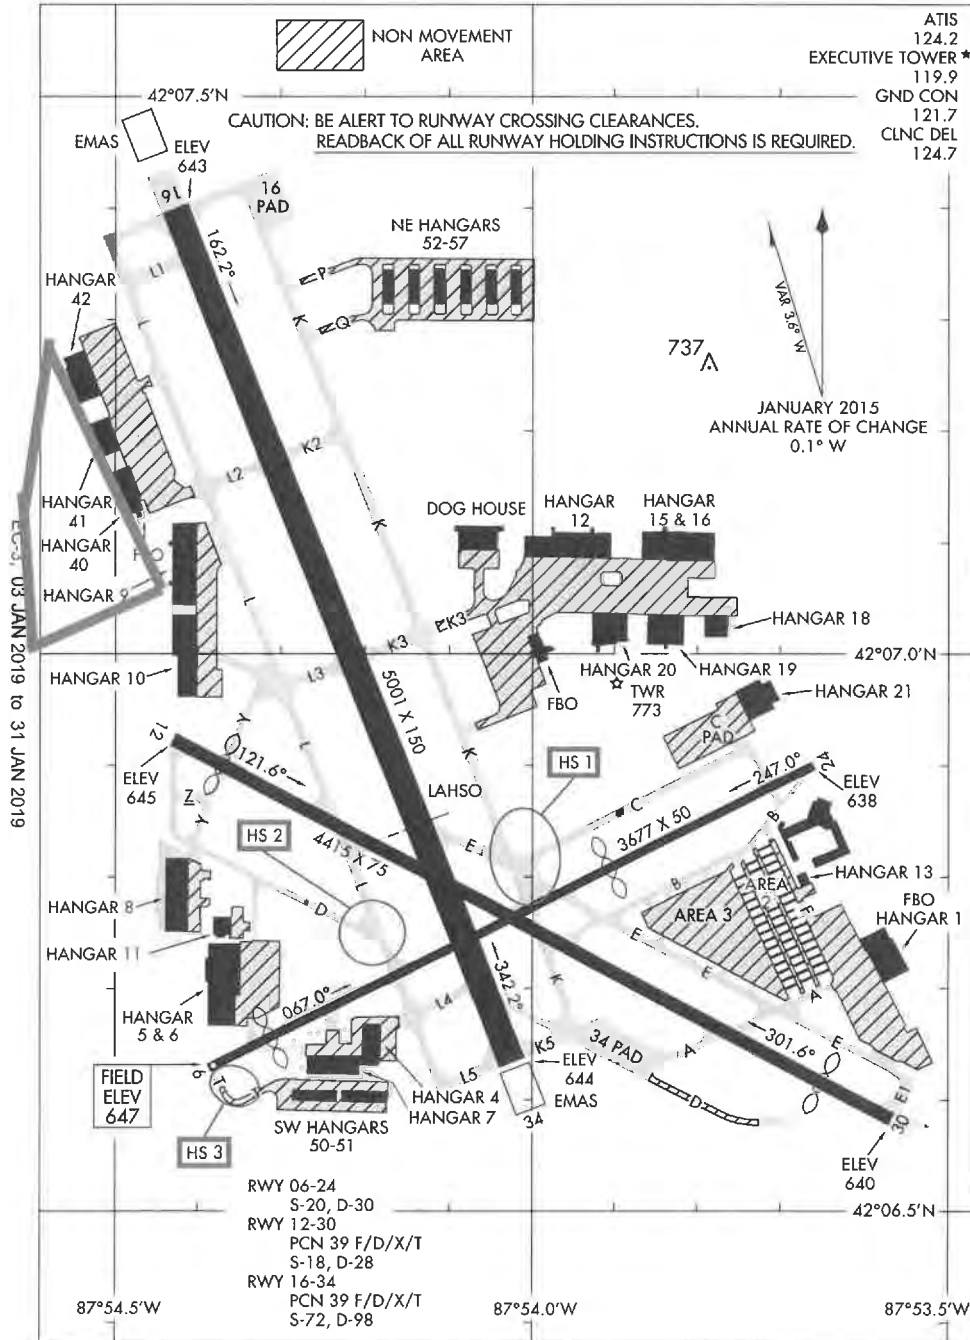 ATIS
124.2
EXECUTIVE TOWER ★
119.9
GND CON
121.7
CLNC DEL
124.7
NON MOVEMENT
AREA
42°07.5'N
CAUTION: BE ALERT TO RUNWAY CROSSING CLEARANCES.
READBACK OF ALL RUNWAY HOLDING INSTRUCTIONS IS REQUIRED.
EMAS
ELEV
643
16
16
PAD
162.2°
NE HANGARS
52-57
P
Q
K
L1
HANGAR
42
737
VAR 3.6° W
JANUARY 2015
ANNUAL RATE OF CHANGE
0.1° W
K2
L2
HANGAR
41
HANGAR
40
K
DOG HOUSE
HANGAR
12
HANGAR
15 & 16
HANGAR 9
L
K3
K3
HANGAR 18
42°07.0'N
HANGAR 10
L3
5001 X 150
FBO
HANGAR 20
TWR
773
HANGAR 19
HANGAR 21
C
PAD
Y
12
121.6°
L
K
ELEV
645
HS 1
247.0°
24
ELEV
638
Z
Y
LAHSO
C
3677 X 50
HS 2
4415 X 75
E
B
L
B
HANGAR 13
HANGAR 8
D
AREA 3
AREA
2
F
FBO
HANGAR 1
HANGAR 11
E
E
HANGAR
5 & 6
067.0°
342.2°
K
A
L4
34 PAD
A
301.6°
E
K5
ELEV
644
L5
FIELD
ELEV
647
6
T
HANGAR 4
HANGAR 7
34
EMAS
D
E1
30
SW HANGARS
50-51
HS 3
ELEV
640
RWY 06-24
S-20, D-30
RWY 12-30
PCN 39 F/D/X/T
S-18, D-28
RWY 16-34
PCN 39 F/D/X/T
S-72, D-98
42°06.5'N
87°54.5'W
87°54.0'W
87°53.5'W
EC-3, 03 JAN 2019 to 31 JAN 2019